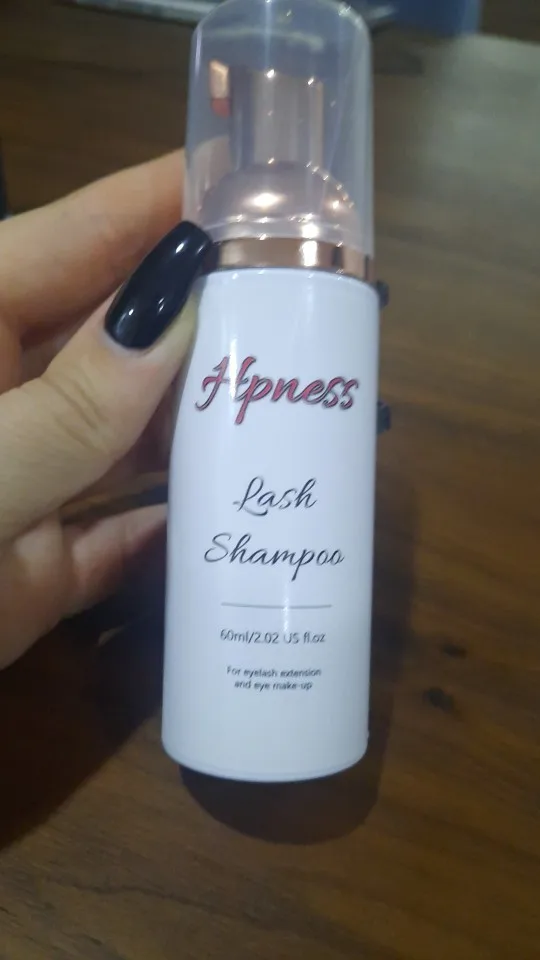 Hpness
Lash
Shampoo
60ml/2.02 US fl.oz
For eyelash extension
and eye make-up